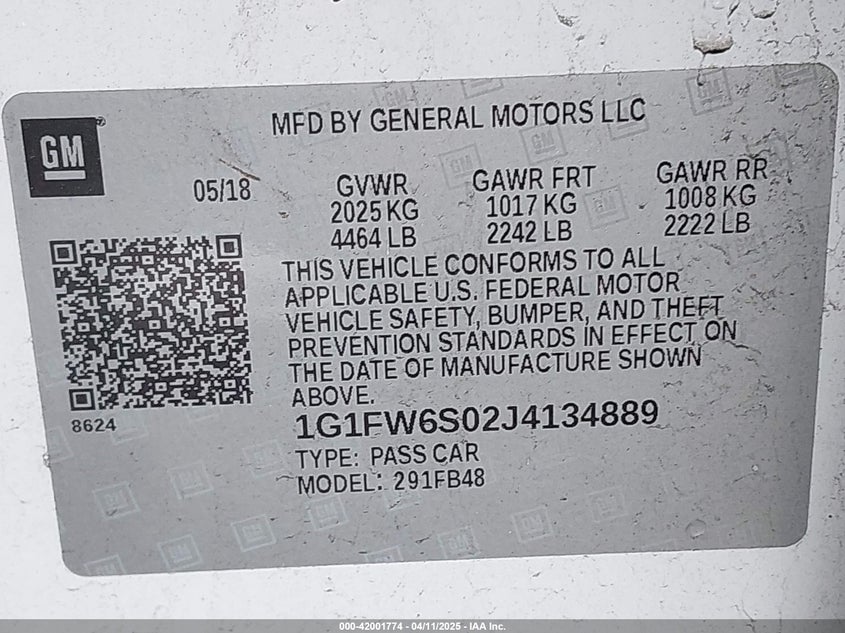 MFD BY GENERAL MOTORS LLC
GM
05/18
GVWR
2025 KG
4464 LB
GAWR FRT
1017 KG
2242 LB
GAWR RR
1008 KG
2222 LB
THIS VEHICLE CONFORMS TO ALL
APPLICABLE U.S. FEDERAL MOTOR
VEHICLE SAFETY, BUMPER, AND THEFT
PREVENTION STANDARDS IN EFFECT ON
THE DATE OF MANUFACTURE SHOWN
ABOVE.
8624
1G1FW6S02J4134889
TYPE: PASS CAR
MODEL: 291FB48
000-42001774 - 04/11/2025 - IAA Inc.